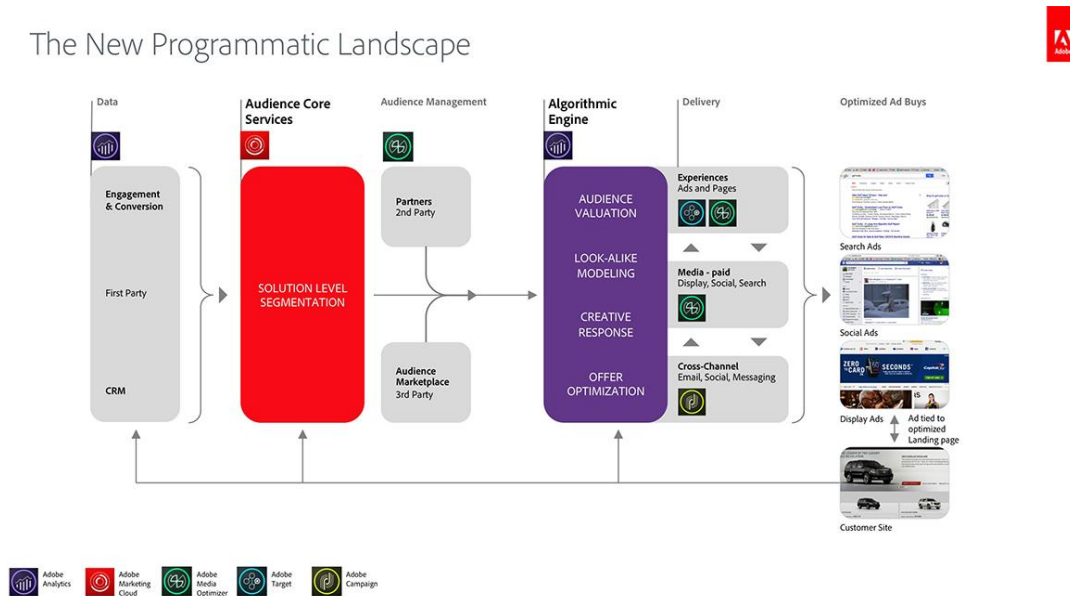 The New Programmatic Landscape
Adobe
Data
Audience Core
Services
Audience Management
Algorithmic
Engine
Delivery
Optimized Ad Buys
Engagement
& Conversion
First Party
CRM
SOLUTION LEVEL
SEGMENTATION
Partners
2nd Party
Audience
Marketplace
3rd Party
AUDIENCE
VALUATION
LOOK-ALIKE
MODELING
CREATIVE
RESPONSE
OFFER
OPTIMIZATION
Experiences
Ads and Pages
Media - paid
Display, Social, Search
Cross-Channel
Email, Social, Messaging
Search Ads
Social Ads
ZERO
SECONDS
Display Ads
Ad tied to
optimized
Landing page
Customer Site
Adobe
Analytics
Adobe
Marketing
Cloud
Adobe
Media
Optimizer
Adobe
Target
Adobe
Campaign